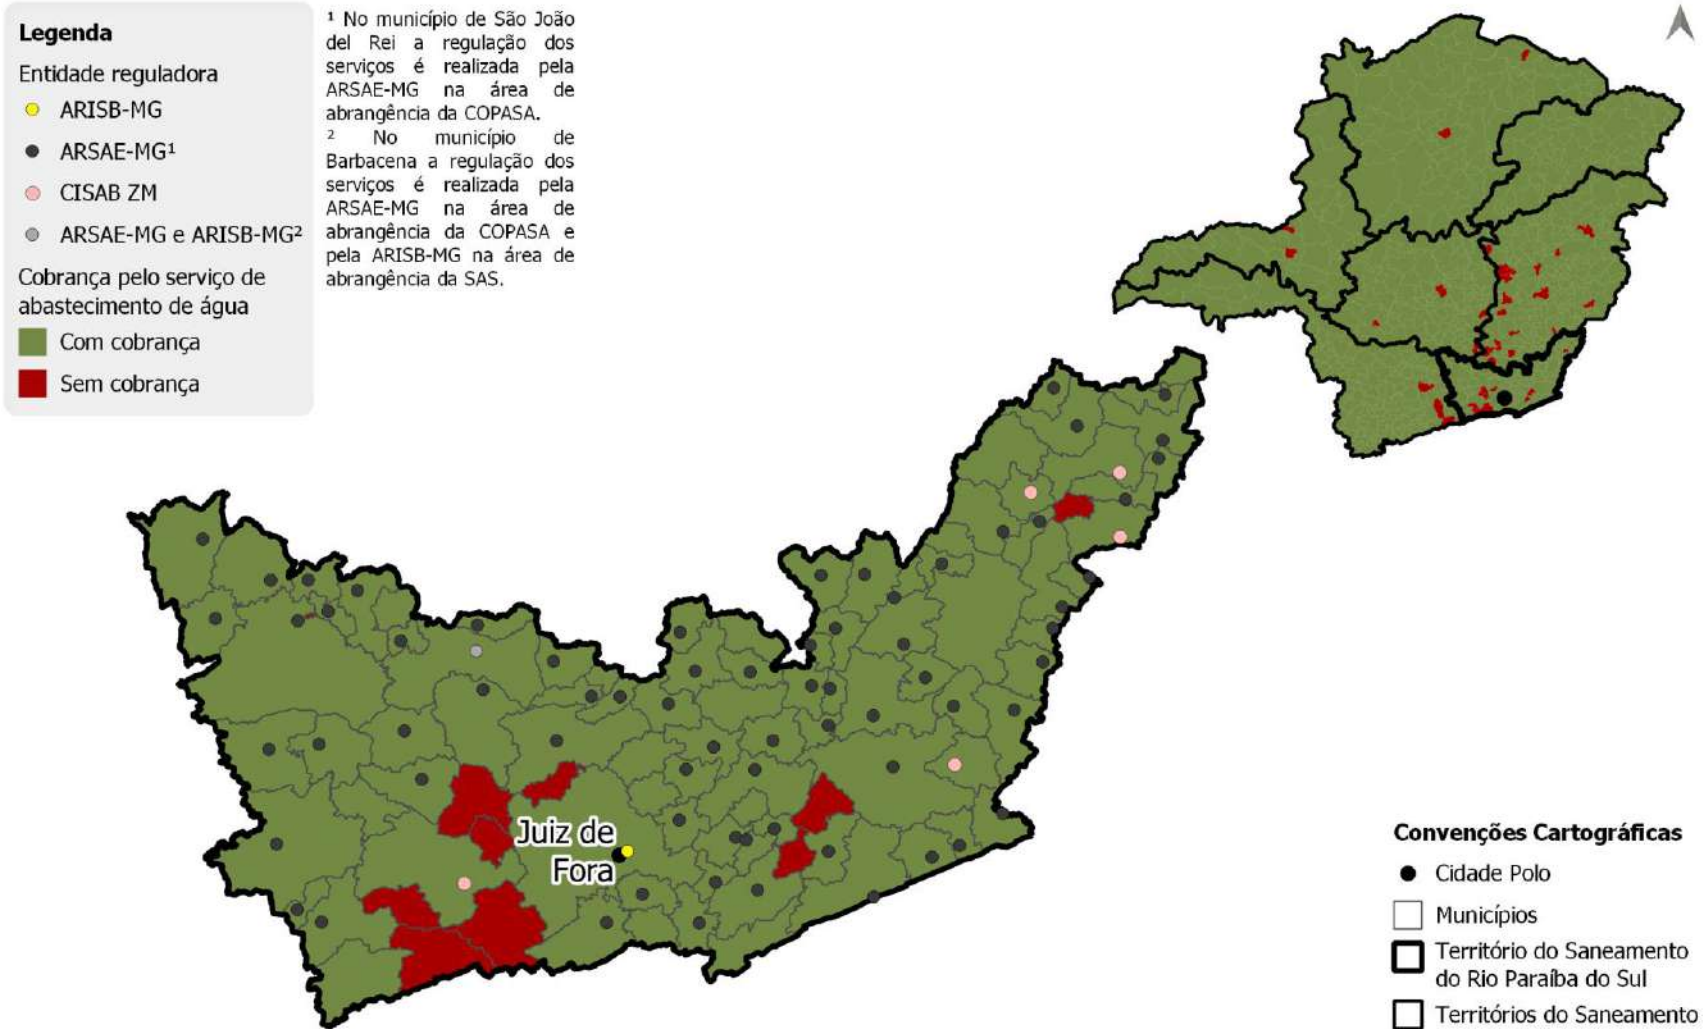 Legenda
Entidade reguladora
ARISB-MG
ARSAE-MG¹
CISAB ZM
ARSAE-MG e ARISB-MG²
Cobrança pelo serviço de
abastecimento de água
Com cobrança
Sem cobrança
¹ No município de São João
del Rei a regulação dos
serviços é realizada pela
ARSAE-MG na área de
abrangência da COPASA.
² No município de
Barbacena a regulação dos
serviços é realizada pela
ARSAE-MG na área de
abrangência da COPASA e
pela ARISB-MG na área de
abrangência da SAS.
Juiz de
Fora
Convenções Cartográficas
Cidade Polo
Municípios
Território do Saneamento
do Rio Paraíba do Sul
Territórios do Saneamento